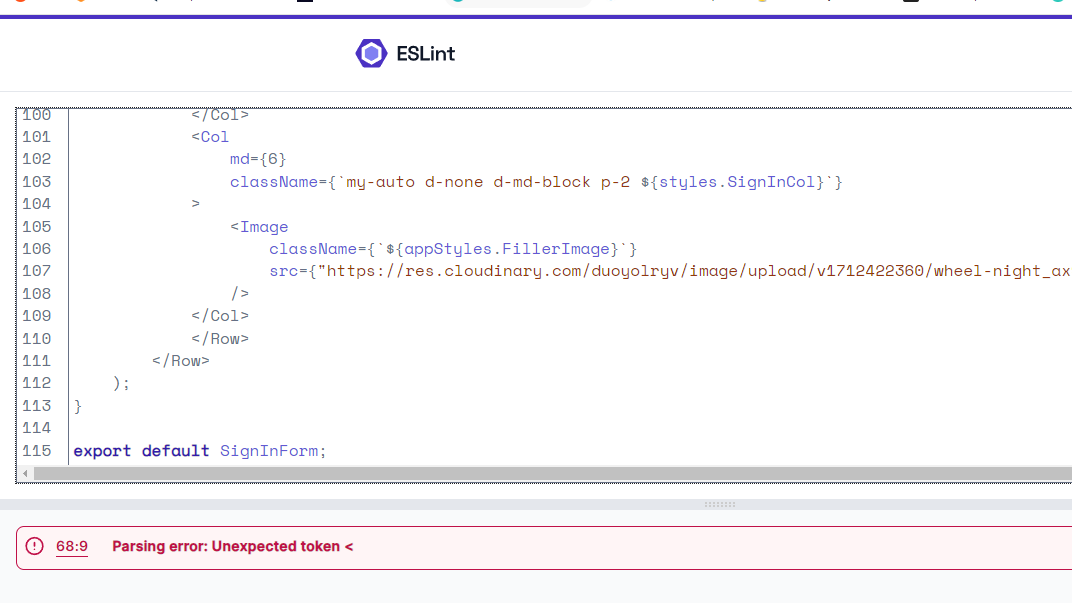 ESLint
100 </Col>
101 <Col
102 md={6}
103 className={`my-auto d-none d-md-block p-2 ${styles.SignInCol}`}
104 >
105 <Image
106 className={`${appStyles.FillerImage}`}
107 src={"https://res.cloudinary.com/duoyolryv/image/upload/v1712422360/wheel-night_ax
108 />
109 </Col>
110 </Row>
111 </Row>
112 );
113 }
114
115 export default SignInForm;
68:9 Parsing error: Unexpected token <